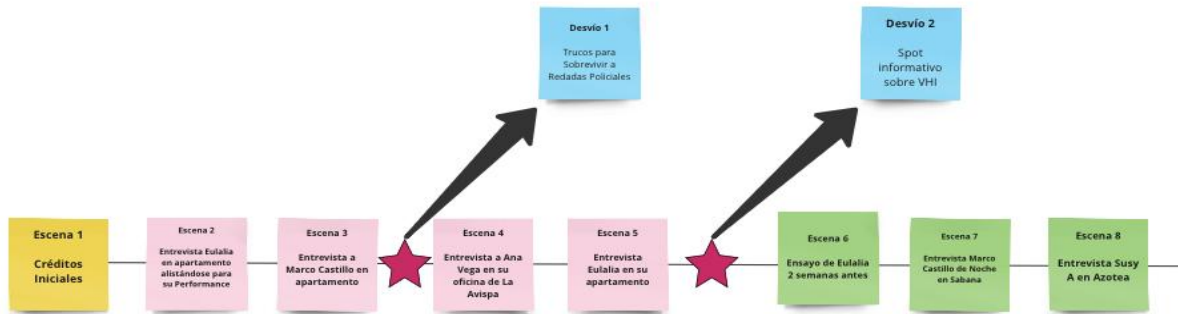 Desvío 1
Trucos para
Sobrevivir a
Redadas Policiales
Desvío 2
Spot
informativo
sobre VHI
Escena 1
Créditos
Iniciales
Escena 2
Entrevista Eulalia
en apartamento
alistándose para
su Performance
Escena 3
Entrevista a
Marco Castillo en
apartamento
Escena 4
Entrevista a Ana
Vega en su
oficina de La
Avispa
Escena 5
Entrevista
Eulalia en su
apartamento
Escena 6
Ensayo de Eulalia
2 semanas antes
Escena 7
Entrevista Marco
Castillo de Noche
en Sabana
Escena 8
Entrevista Susy
A en Azotea